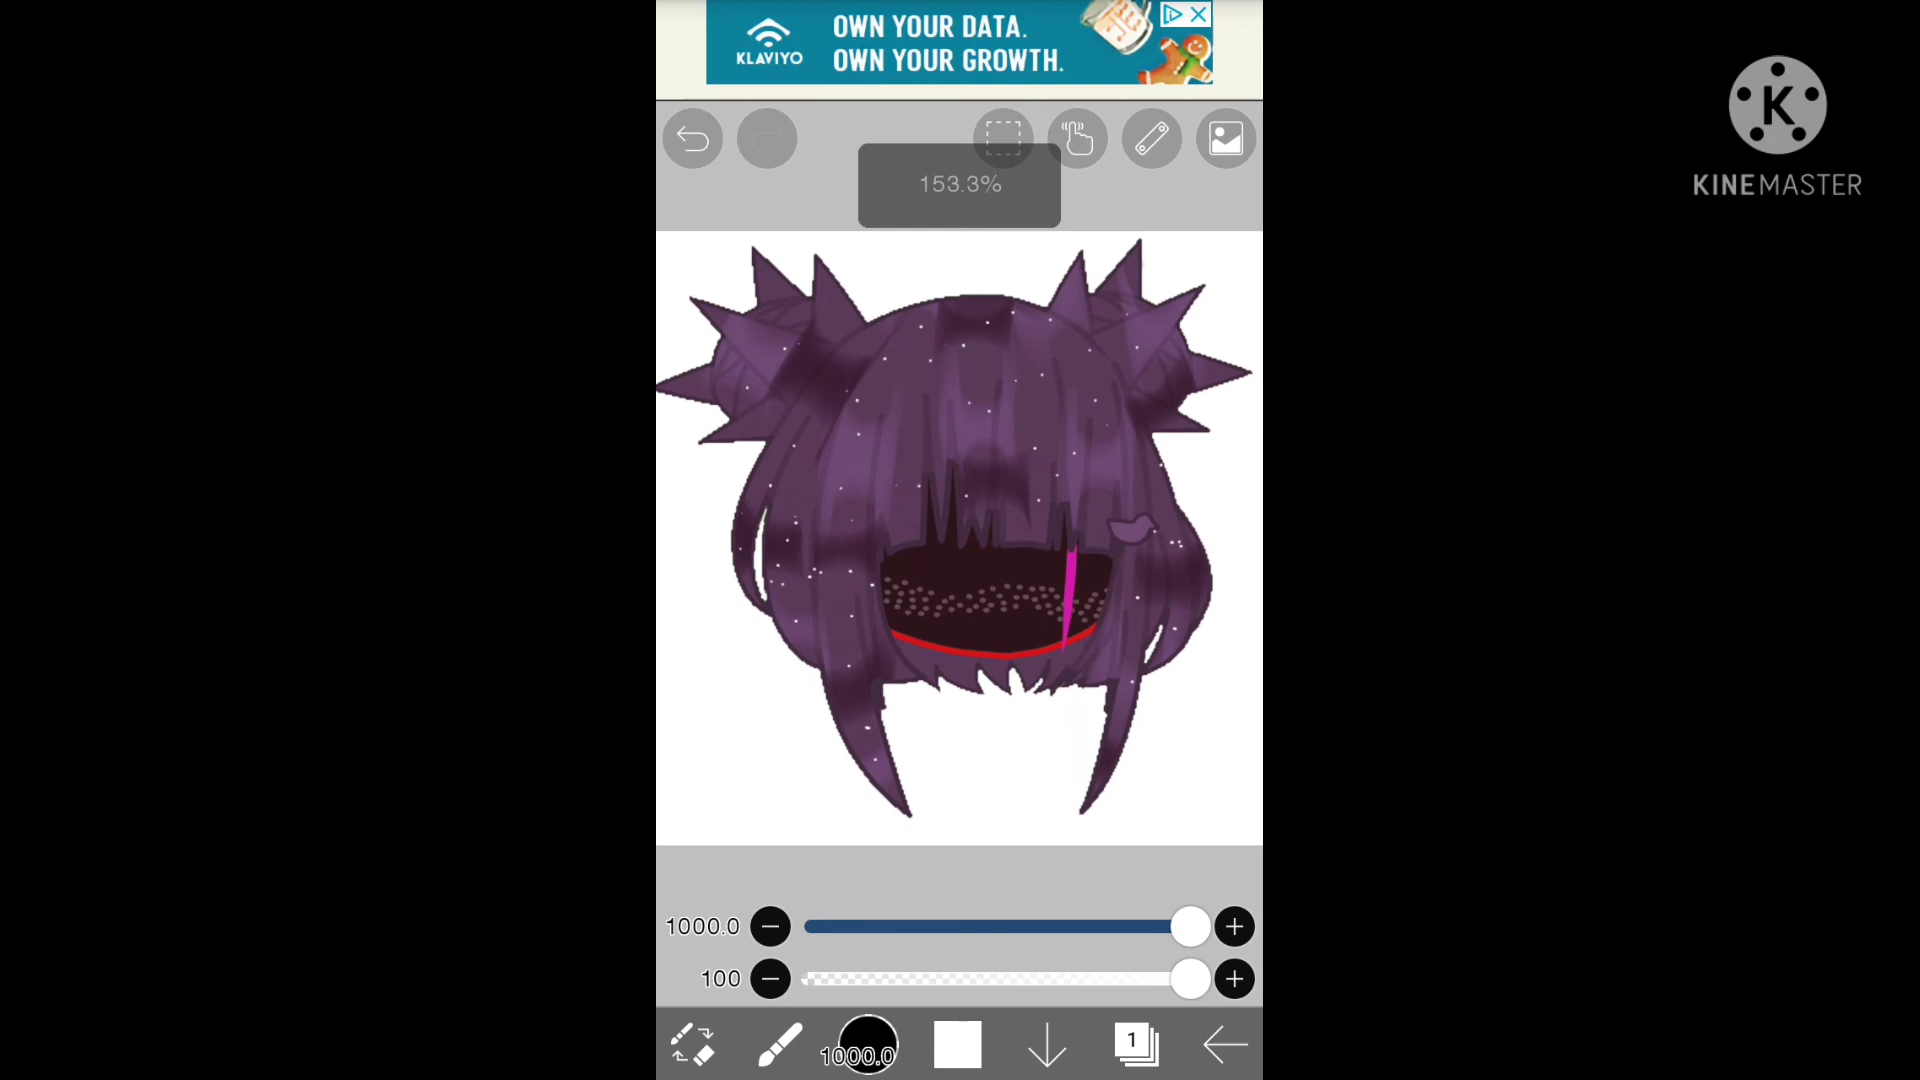 OWN YOUR DATA.
KLAVIYO
OWN YOUR GROWTH.
K
KINEMASTER
153.3%
1000.0
100
1000.0
1